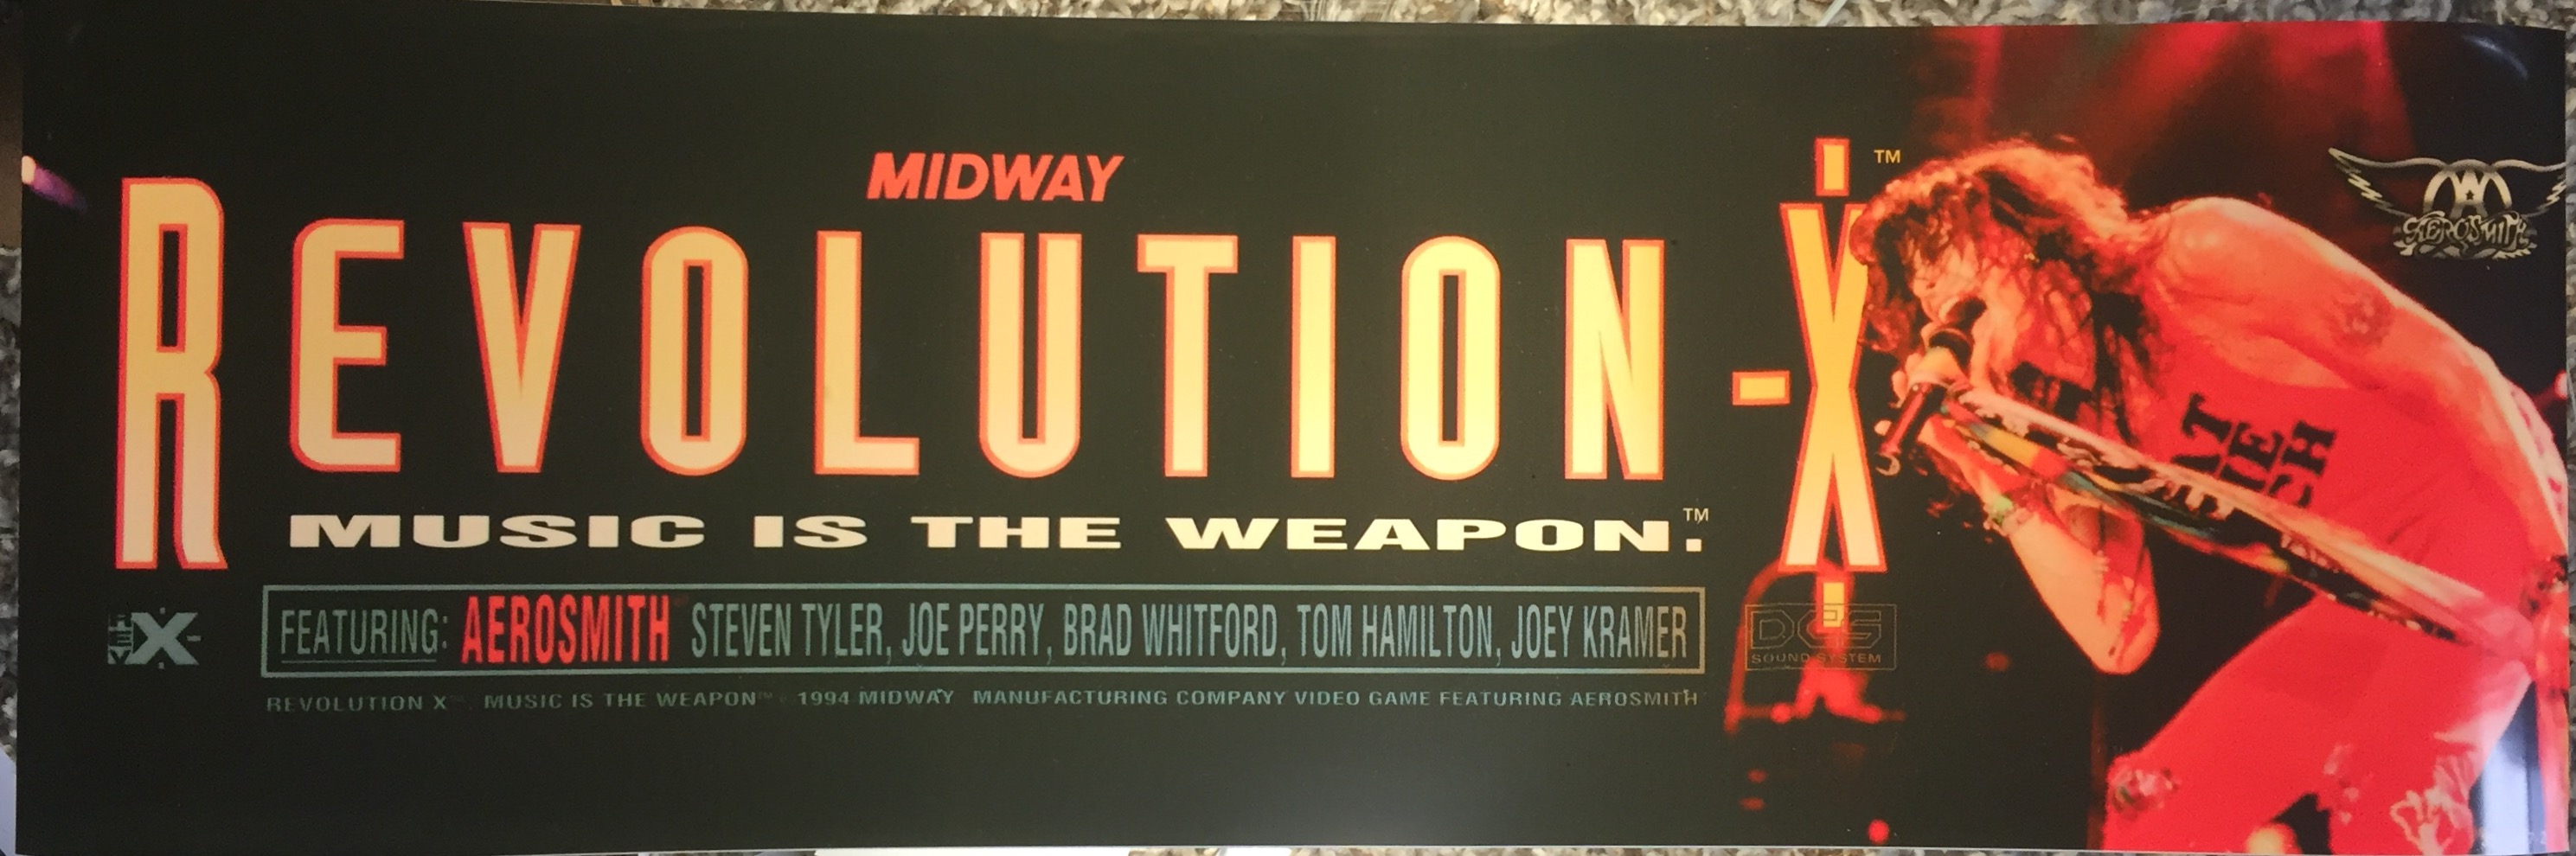 MIDWAY
REVOLUTION-X™
MUSIC IS THE WEAPON.™
FEATURING: AEROSMITH STEVEN TYLER, JOE PERRY, BRAD WHITFORD, TOM HAMILTON, JOEY KRAMER
REVOLUTION X™, MUSIC IS THE WEAPON™ 1994 MIDWAY MANUFACTURING COMPANY VIDEO GAME FEATURING AEROSMITH
X
DCS
SOUND SYSTEM
AEROSMITH